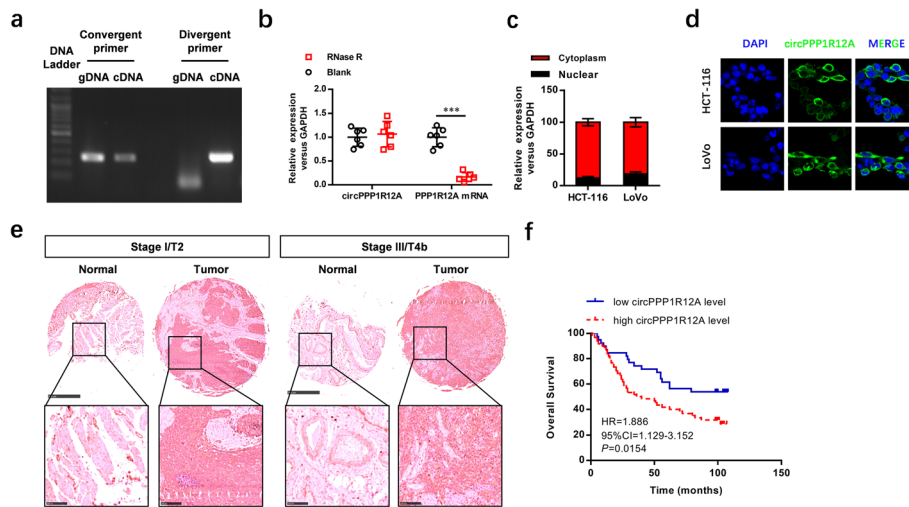 a
Convergent primer
Divergent primer
DNA Ladder
gDNA cDNA
gDNA cDNA
b
RNase R
Blank
Relative expression versus GAPDH
2.0
1.5
1.0
0.5
0.0
***
circPPP1R12A
PPP1R12A mRNA
c
Cytoplasm
Nuclear
Relative expression versus GAPDH
150
100
50
0
HCT-116
LoVo
d
DAPI
circPPP1R12A
MERGE
HCT-116
LoVo
e
Stage I/T2
Stage III/T4b
Normal
Tumor
Normal
Tumor
f
low circPPP1R12A level
high circPPP1R12A level
Overall Survival
100
80
60
40
20
0
HR=1.886
95%CI=1.129-3.152
P=0.0154
0
50
100
150
Time (months)